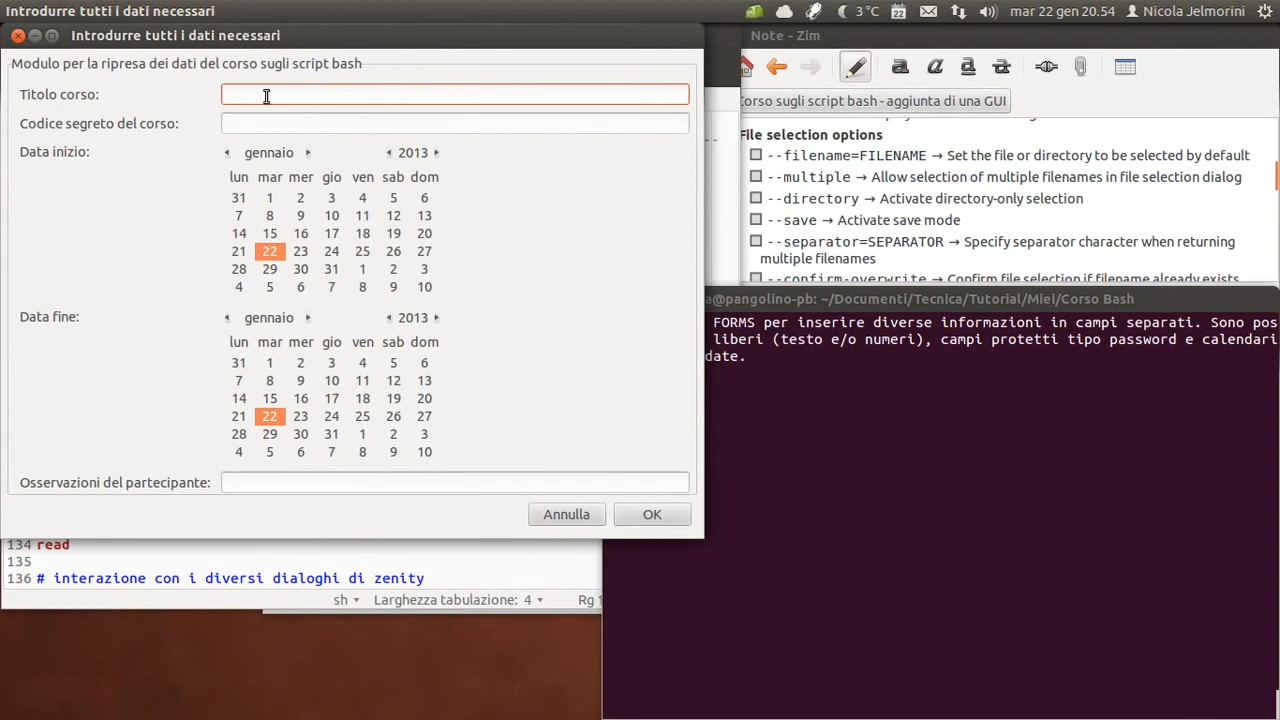 Introdurre tutti i dati necessari
3 °C
22
mar 22 gen 20.54
Nicola Jelmorini
Introdurre tutti i dati necessari
Modulo per la ripresa dei dati del corso sugli script bash
Titolo corso:
Codice segreto del corso:
Data inizio:
gennaio 2013
lun mar mer gio ven sab dom
31 1 2 3 4 5 6
7 8 9 10 11 12 13
14 15 16 17 18 19 20
21 22 23 24 25 26 27
28 29 30 31 1 2 3
4 5 6 7 8 9 10
Data fine:
gennaio 2013
lun mar mer gio ven sab dom
31 1 2 3 4 5 6
7 8 9 10 11 12 13
14 15 16 17 18 19 20
21 22 23 24 25 26 27
28 29 30 31 1 2 3
4 5 6 7 8 9 10
Osservazioni del partecipante:
Annulla OK
134 read
135
136 # interazione con i diversi dialoghi di zenity
sh Larghezza tabulazione: 4 Rg 1
Note - Zim
a a a a
Corso sugli script bash - aggiunta di una GUI
File selection options
--filename=FILENAME → Set the file or directory to be selected by default
--multiple → Allow selection of multiple filenames in file selection dialog
--directory → Activate directory-only selection
--save → Activate save mode
--separator=SEPARATOR → Specify separator character when returning
multiple filenames
--confirm-overwrite → Confirm file selection if filename already exists
a@pangolino-pb: ~/Documenti/Tecnica/Tutorial/Miei/Corso Bash
FORMS per inserire diverse informazioni in campi separati. Sono pos
liberi (testo e/o numeri), campi protetti tipo password e calendari
date.